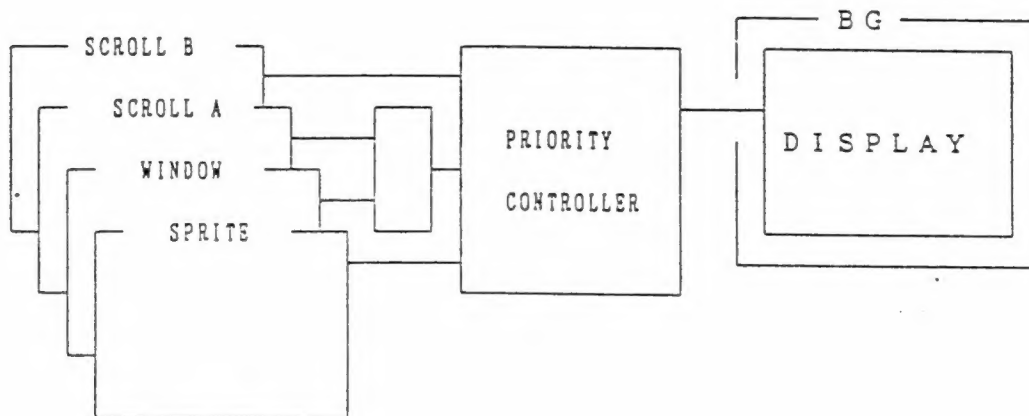 SCROLL B
SCROLL A
WINDOW
SPRITE
PRIORITY
CONTROLLER
BG
DISPLAY